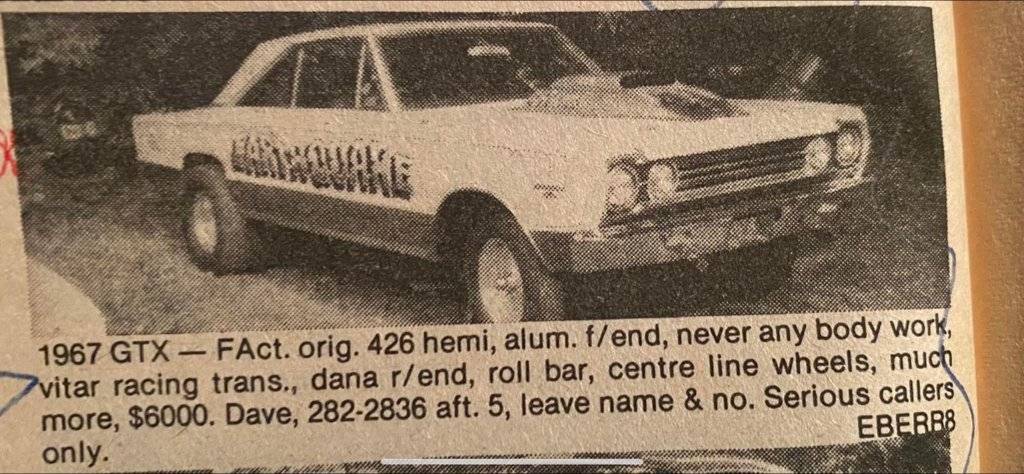 EARTHQUAKE
1967 GTX — FAct. orig. 426 hemi, alum. f/end, never any body work,
vitar racing trans., dana r/end, roll bar, centre line wheels, much
more, $6000. Dave, 282-2836 aft. 5, leave name & no. Serious callers
only.
EBERR8